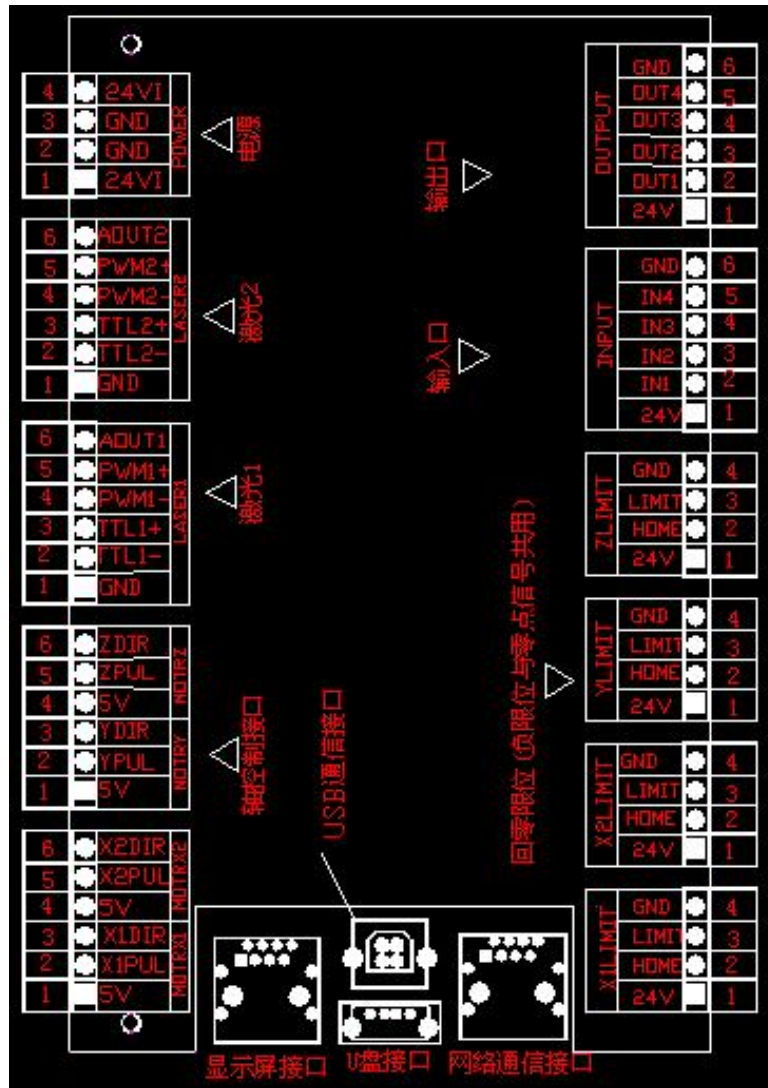 POWER
4 24VI
3 GND
2 GND
1 24VI
电源
LASER2
6 AOUT2
5 PWM2+
4 PWM2-
3 TTL2+
2 TTL2-
1 GND
激光2
LASER1
6 AOUT1
5 PWM1+
4 PWM1-
3 TTL1+
2 TTL1-
1 GND
激光1
NOTRZ
6 ZDIR
5 ZPUL
4 5V
NOTRY
3 YDIR
2 YPUL
1 5V
轴控制接口
MOTRX2
6 X2DIR
5 X2PUL
4 5V
MOTRX1
3 X1DIR
2 X1PUL
1 5V
OUTPUT
GND 6
OUT4 5
OUT3 4
OUT2 3
OUT1 2
24V 1
输出口
INPUT
GND 6
IN4 5
IN3 4
IN2 3
IN1 2
24V 1
输入口
ZLIMIT
GND 4
LIMIT 3
HOME 2
24V 1
YLIMIT
GND 4
LIMIT 3
HOME 2
24V 1
回零限位(负限位与零点信号共用)
X2LIMIT
GND 4
LIMIT 3
HOME 2
24V 1
X1LIMIT
GND 4
LIMIT 3
HOME 2
24V 1
USB通信接口
显示屏接口
U盘接口
网络通信接口